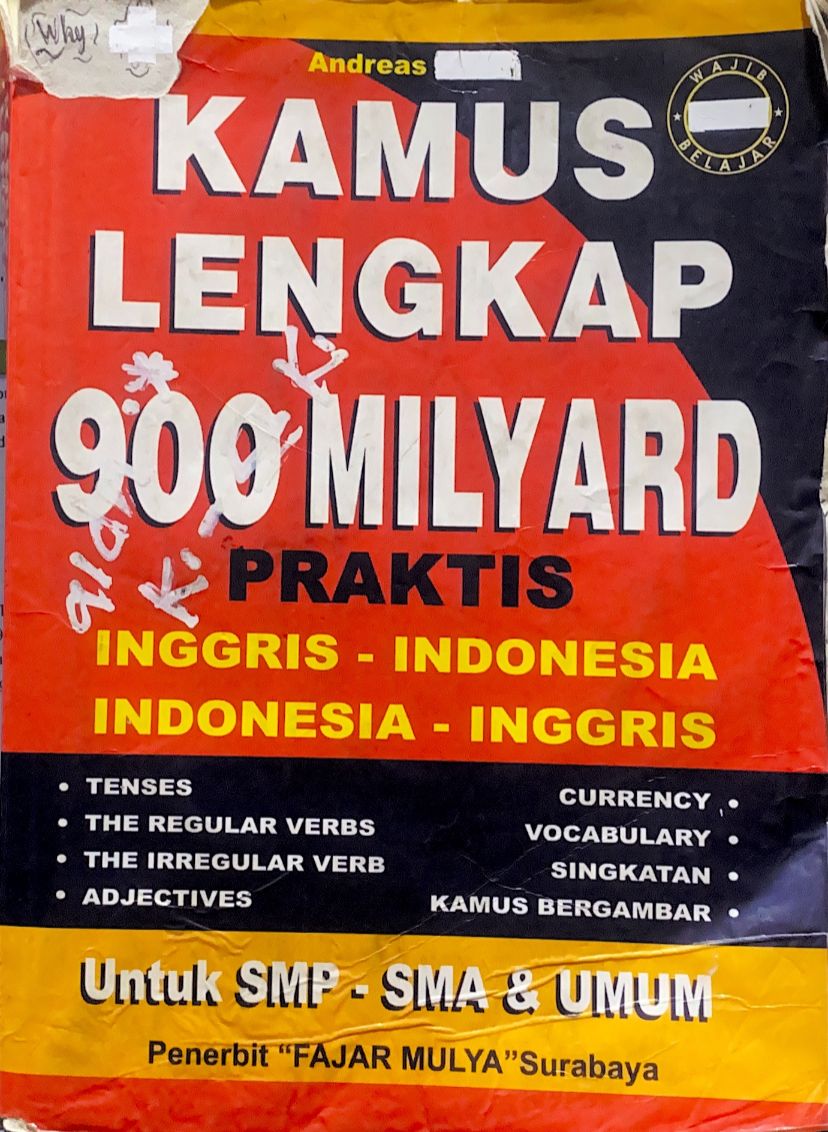 Why
Andreas
WAJIB
BELAJAR
KAMUS
LENGKAP
900 MILYARD
PRAKTIS
INGGRIS - INDONESIA
INDONESIA - INGGRIS
• TENSES
• THE REGULAR VERBS
• THE IRREGULAR VERB
• ADJECTIVES
CURRENCY •
VOCABULARY •
SINGKATAN •
KAMUS BERGAMBAR •
Untuk SMP - SMA & UMUM
Penerbit “FAJAR MULYA”Surabaya